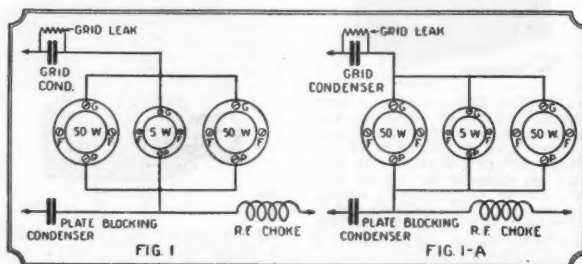 GRID LEAK
GRID COND.
G G G
50 W. 5 W 50 W.
F F F F F F
P P P
PLATE BLOCKING CONDENSER
R.F. CHOKE
FIG. 1
GRID LEAK
GRID CONDENSER
G G G
50 W. 5 W 50 W.
F F F F F F
P P P
PLATE BLOCKING CONDENSER
R.F. CHOKE
FIG. 1-A